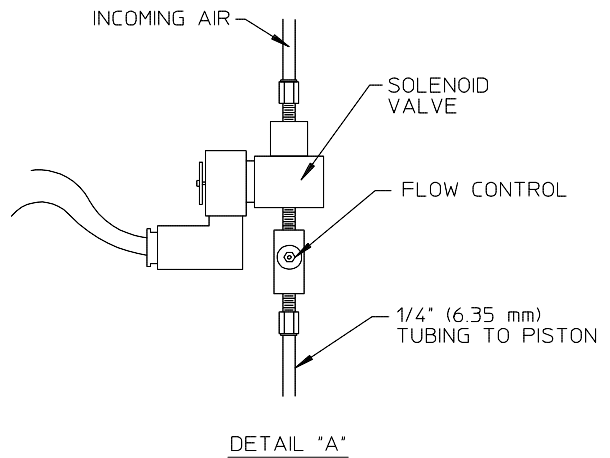 INCOMING AIR
SOLENOID
VALVE
FLOW CONTROL
1/4" (6.35 mm)
TUBING TO PISTON
DETAIL "A"